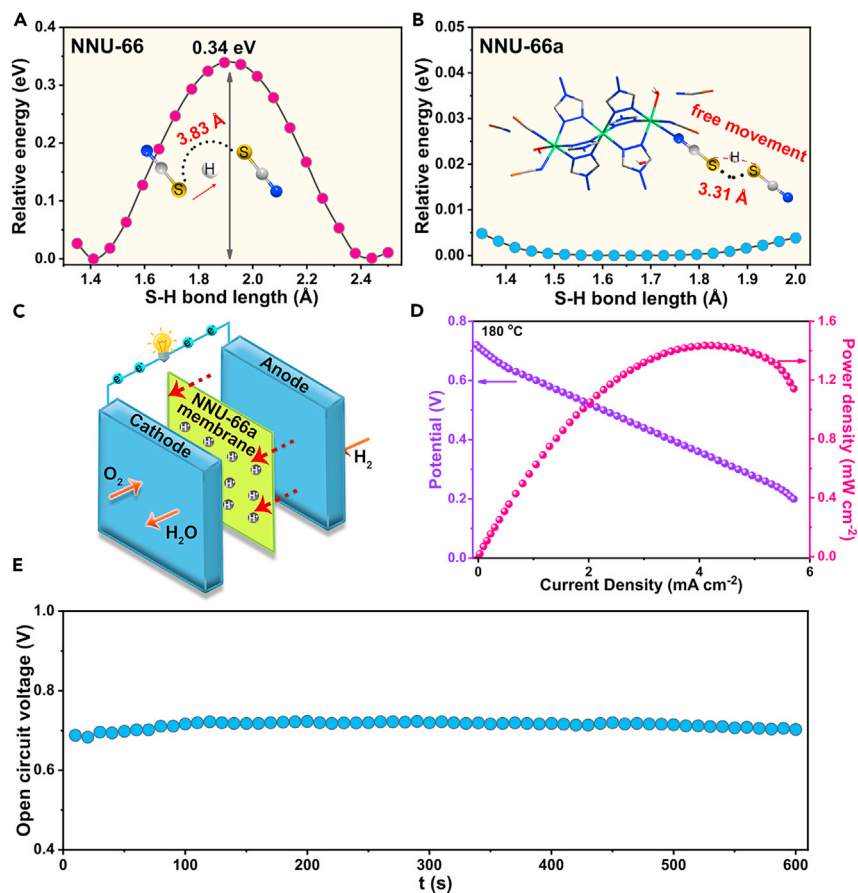 A
NNU-66
0.34 eV
0.4
0.3
0.2
0.1
0.0
Relative energy (eV)
3.83 Å
S
H
S
1.4
1.6
1.8
2.0
2.2
2.4
S-H bond length (Å)
B
NNU-66a
0.05
0.04
0.03
0.02
0.01
0.00
Relative energy (eV)
free movement
S
H
S
3.31 Å
1.4
1.5
1.6
1.7
1.8
1.9
2.0
S-H bond length (Å)
C
e
e
e
e
Anode
NNU-66a
membrane
Cathode
H₂
O₂
H₂O
H⁺
H⁺
H⁺
H⁺
H⁺
H⁺
H⁺
H⁺
H⁺
D
180 °C
0.8
0.6
0.4
0.2
0.0
Potential (V)
1.6
1.2
0.8
0.4
0.0
Power density (mW cm⁻²)
0
2
4
6
Current Density (mA cm⁻²)
E
1.0
0.8
0.6
0.4
Open circuit voltage (V)
0
100
200
300
400
500
600
t (s)